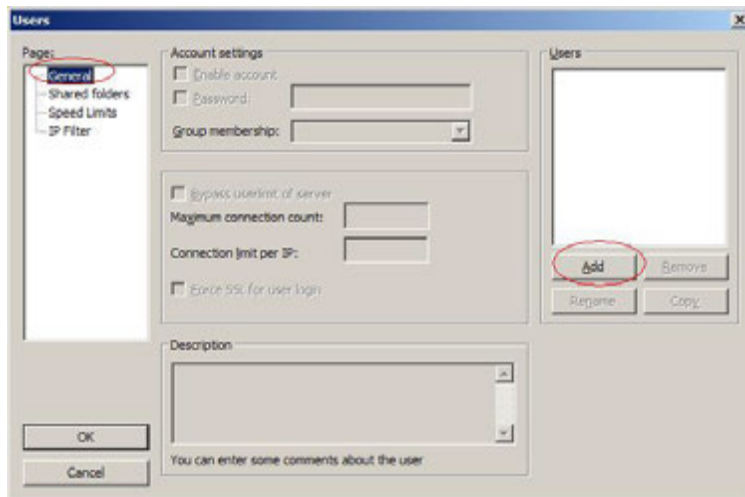 Users
Page:
General
Shared folders
Speed Limits
IP Filter
OK
Cancel
Account settings
Enable account
Password:
Group membership:
Bypass userlimit of server
Maximum connection count:
Connection limit per IP:
Force SSL for user login
Description
You can enter some comments about the user
Users
Add
Remove
Rename
Copy